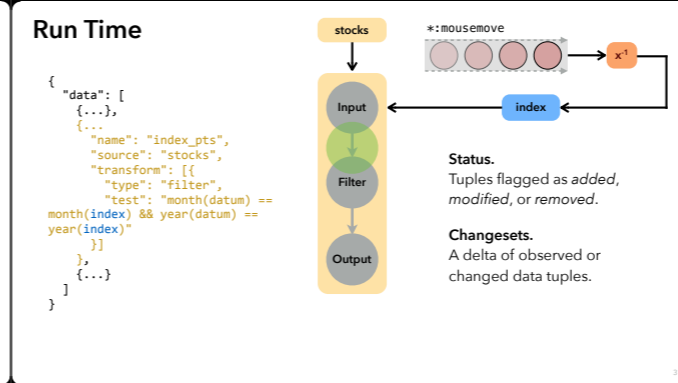 Run Time
{
"data": [
{...},
{...
"name": "index_pts",
"source": "stocks",
"transform": [{
"type": "filter",
"test": "month(datum) ==
month(index) && year(datum) ==
year(index)"
}]
},
{...}
]
}
stocks
*:mousemove
x-1
index
Input
Filter
Output
Status.
Tuples flagged as added,
modified, or removed.
Changesets.
A delta of observed or
changed data tuples.
3